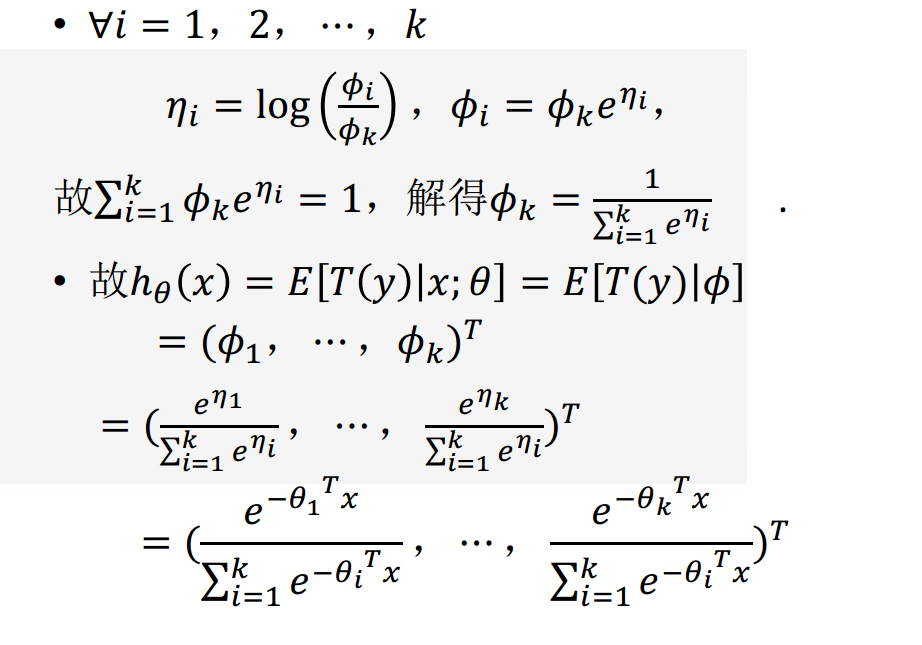 • ∀i = 1，2， ⋯ ，k
η_i = log(ϕ_i/ϕ_k) ，ϕ_i = ϕ_k e^{η_i}，
故∑_{i=1}^{k} ϕ_k e^{η_i} = 1，解得ϕ_k = 1/(∑_{i=1}^{k} e^{η_i}) .
• 故h_θ(x) = E[T(y)|x; θ] = E[T(y)|ϕ]
= (ϕ_1， ⋯ ，ϕ_k)^T
= (e^{η_1}/(∑_{i=1}^{k} e^{η_i})， ⋯ ，e^{η_k}/(∑_{i=1}^{k} e^{η_i}))^T
= (e^{−θ_1^T x}/(∑_{i=1}^{k} e^{−θ_i^T x})， ⋯ ，e^{−θ_k^T x}/(∑_{i=1}^{k} e^{−θ_i^T x}))^T